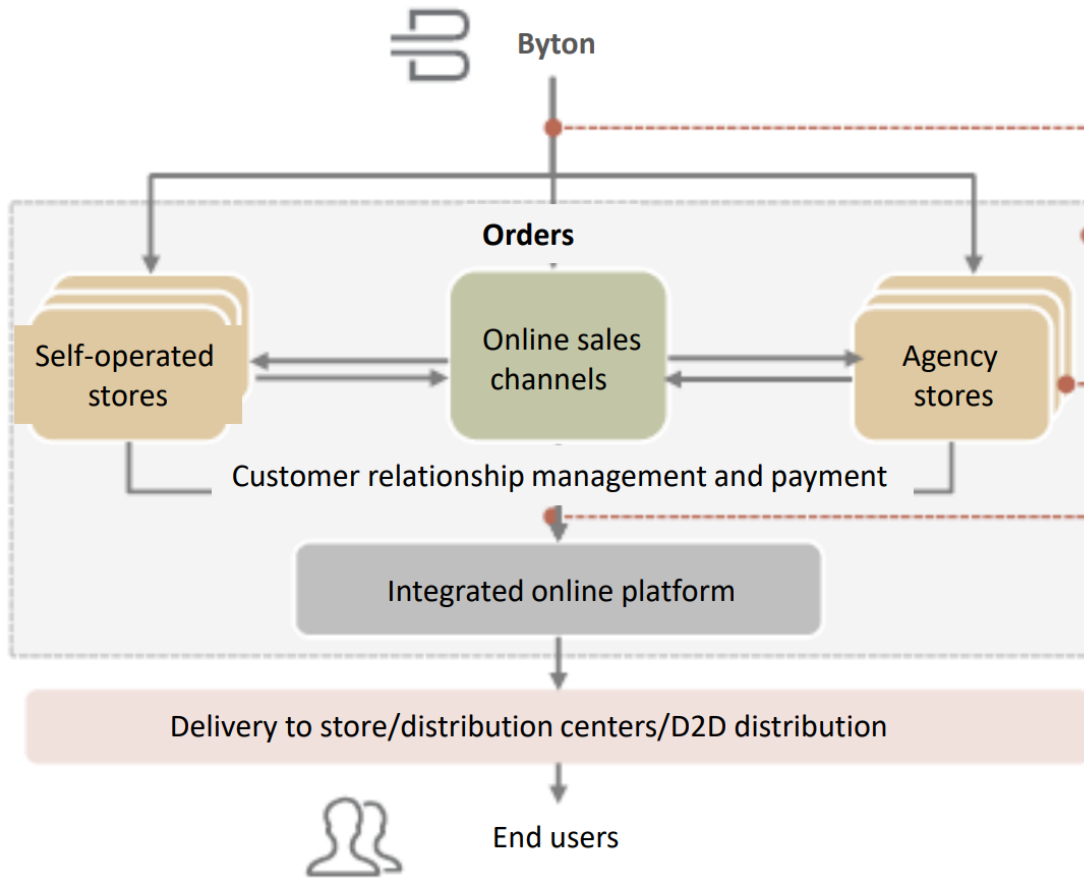 Byton
Orders
Self-operated
stores
Online sales
channels
Agency
stores
Customer relationship management and payment
Integrated online platform
Delivery to store/distribution centers/D2D distribution
End users